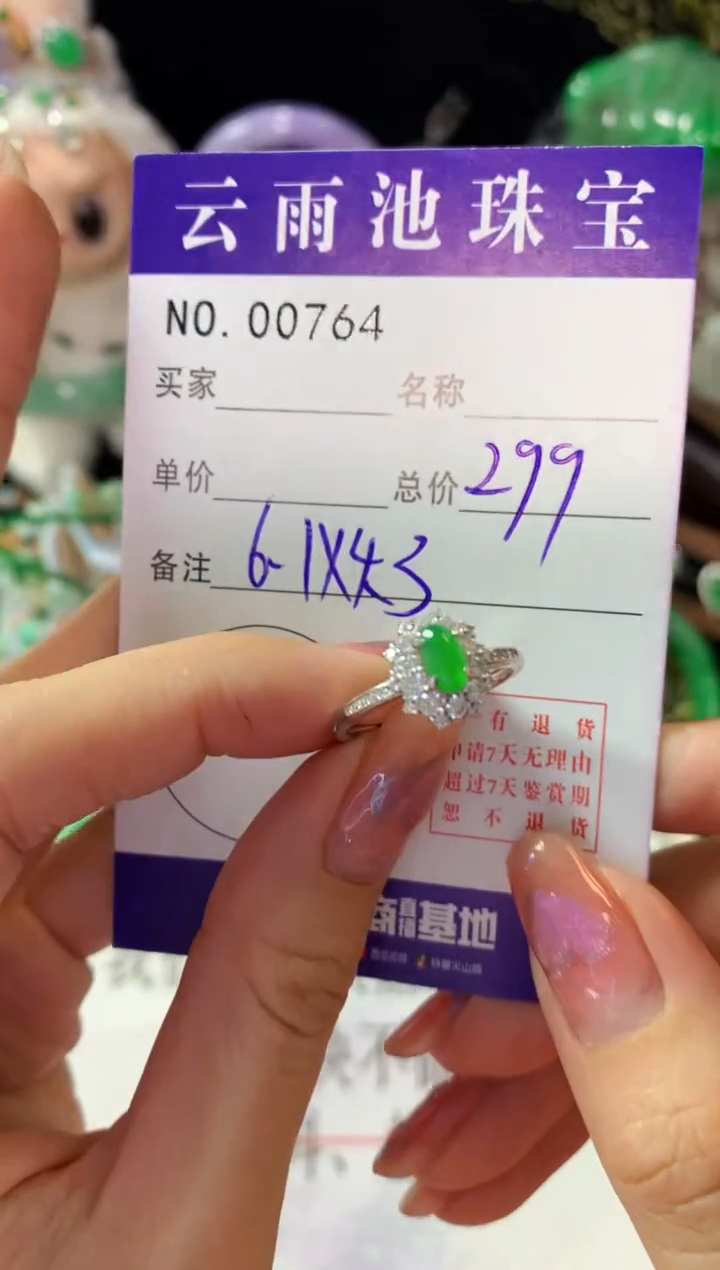 云雨池珠宝
NO. 00764
买家 名称
单价 总价 299
备注 6.1X4.3
有退货
申请7天无理由
超过7天鉴赏期
恕不退货
基地